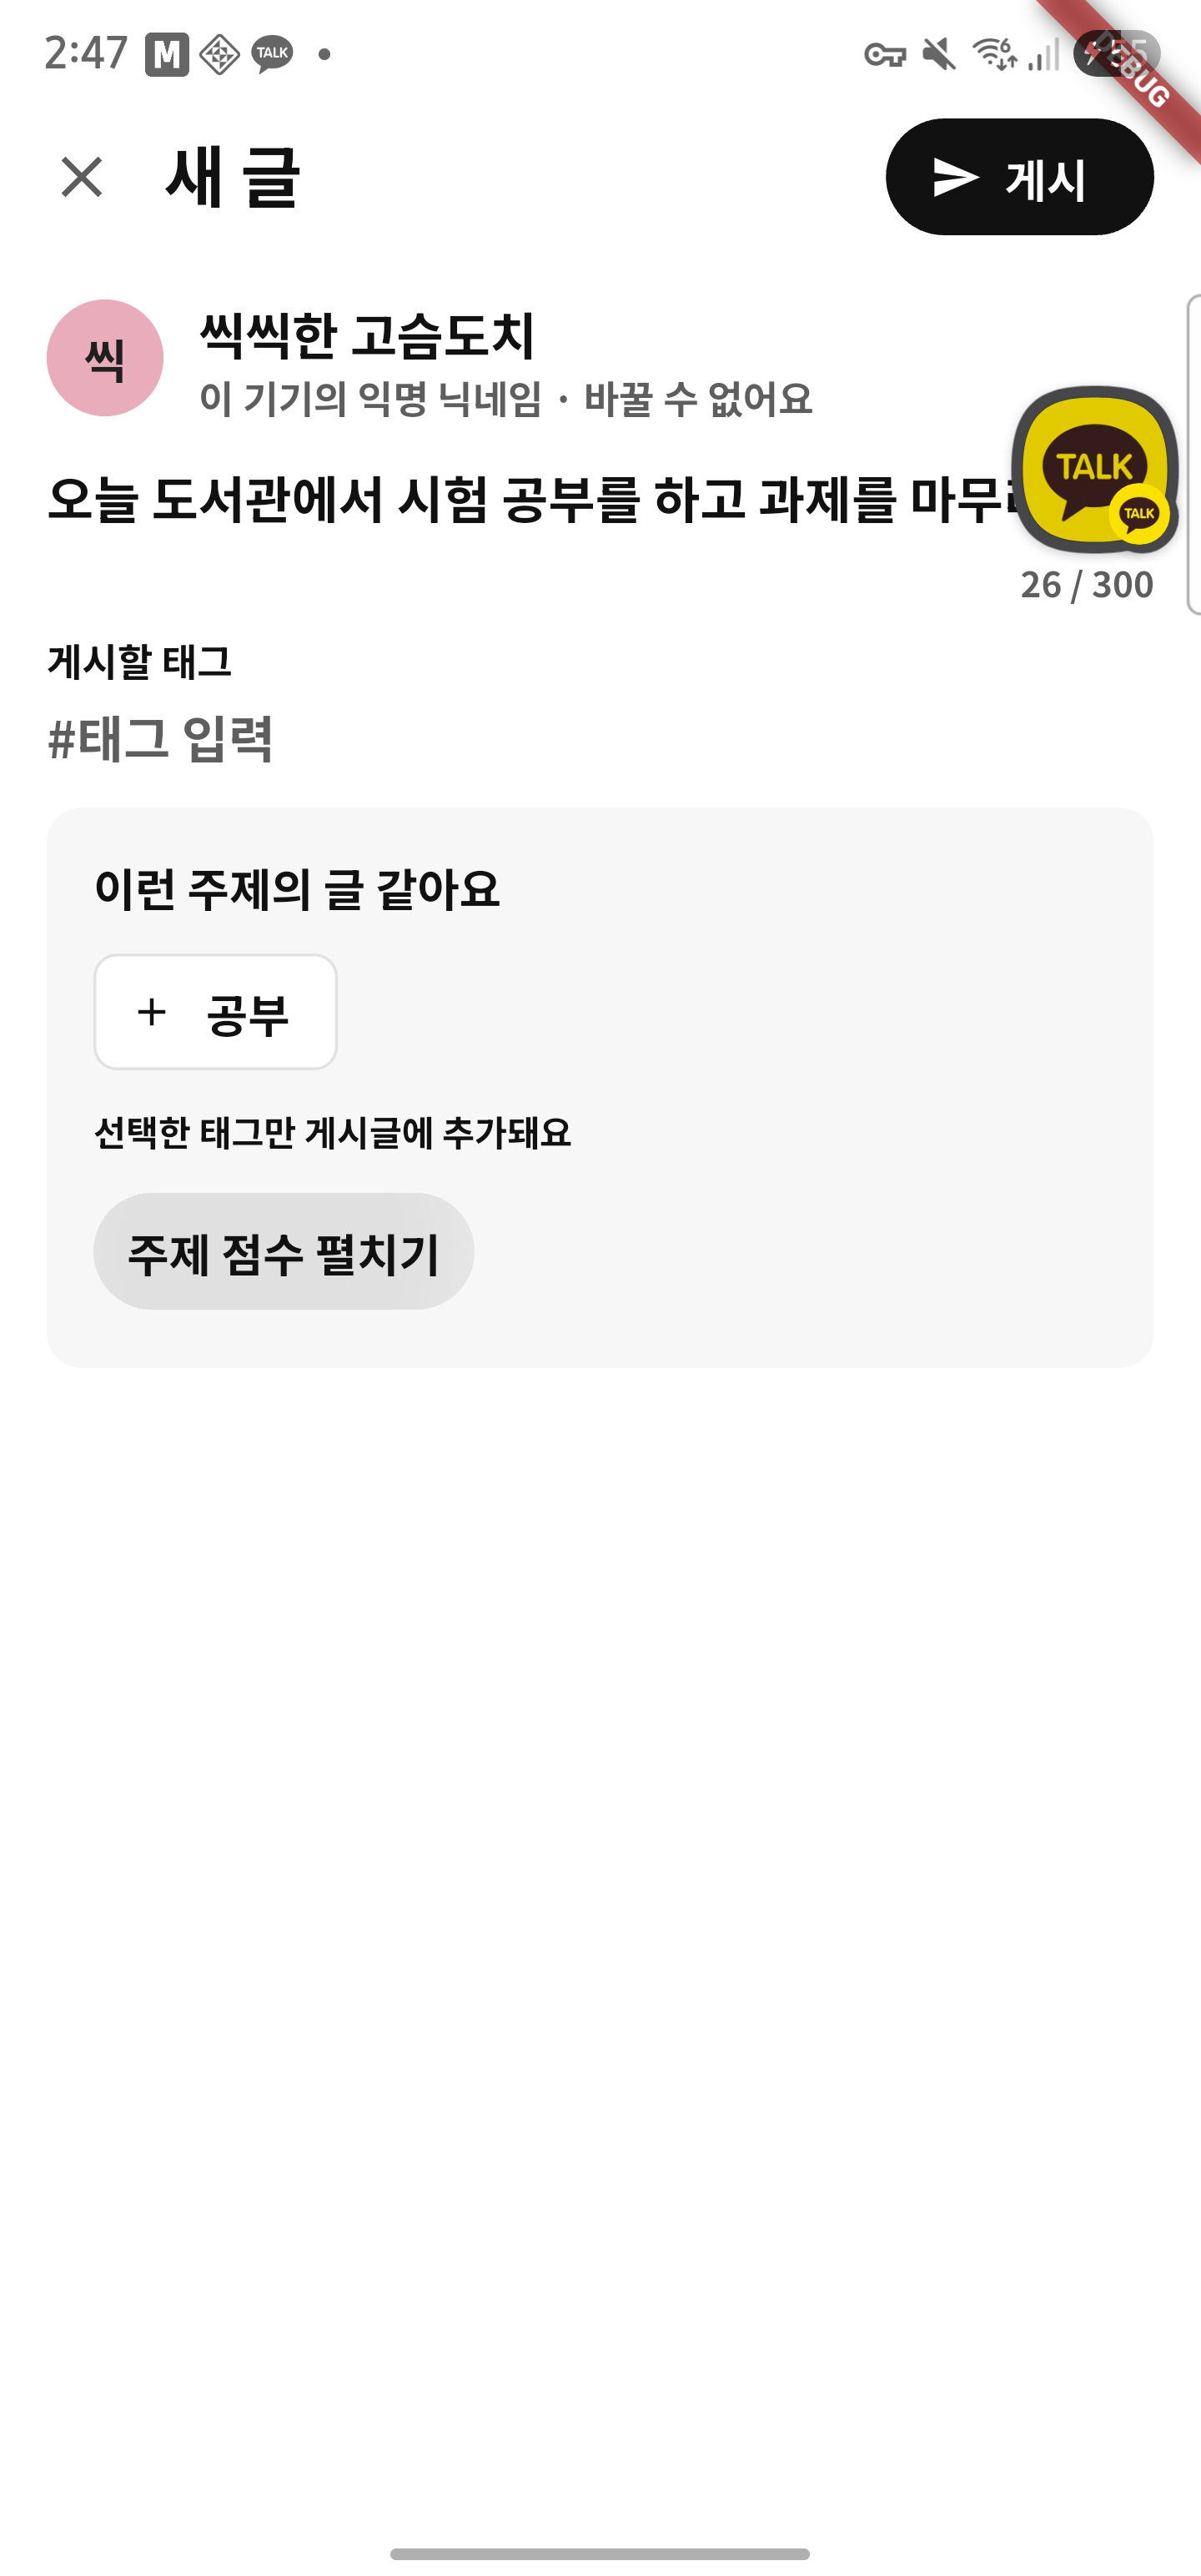 2:47 M TALK
DEBUG
새 글
게시
씩
씩씩한 고슴도치
이 기기의 익명 닉네임 · 바꿀 수 없어요
TALK
TALK
오늘 도서관에서 시험 공부를 하고 과제를
26 / 300
게시할 태그
#태그 입력
이런 주제의 글 같아요
+ 공부
선택한 태그만 게시글에 추가돼요
주제 점수 펼치기